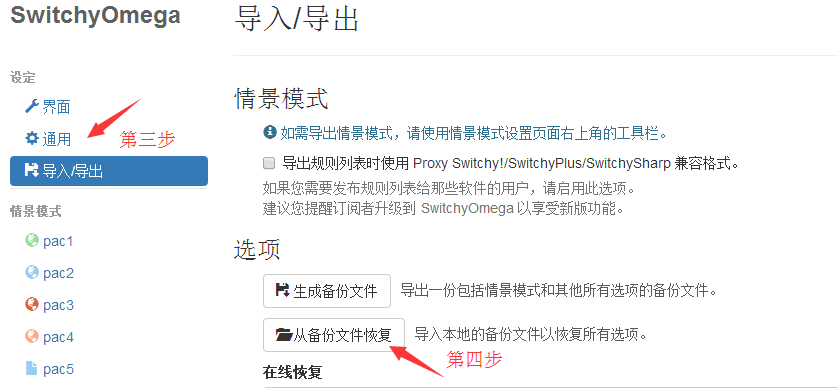 SwitchyOmega
导入/导出
设定
界面
通用
第三步
导入/导出
情景模式
如需导出情景模式，请使用情景模式设置页面右上角的工具栏。
导出规则列表时使用 Proxy Switchy!/SwitchyPlus/SwitchySharp 兼容格式。
如果您需要发布规则列表给那些软件的用户，请启用此选项。
建议您提醒订阅者升级到 SwitchyOmega 以享受新版功能。
情景模式
pac1
pac2
pac3
pac4
pac5
选项
生成备份文件 导出一份包括情景模式和其他所有选项的备份文件。
从备份文件恢复 导入本地的备份文件以恢复所有选项。
第四步
在线恢复